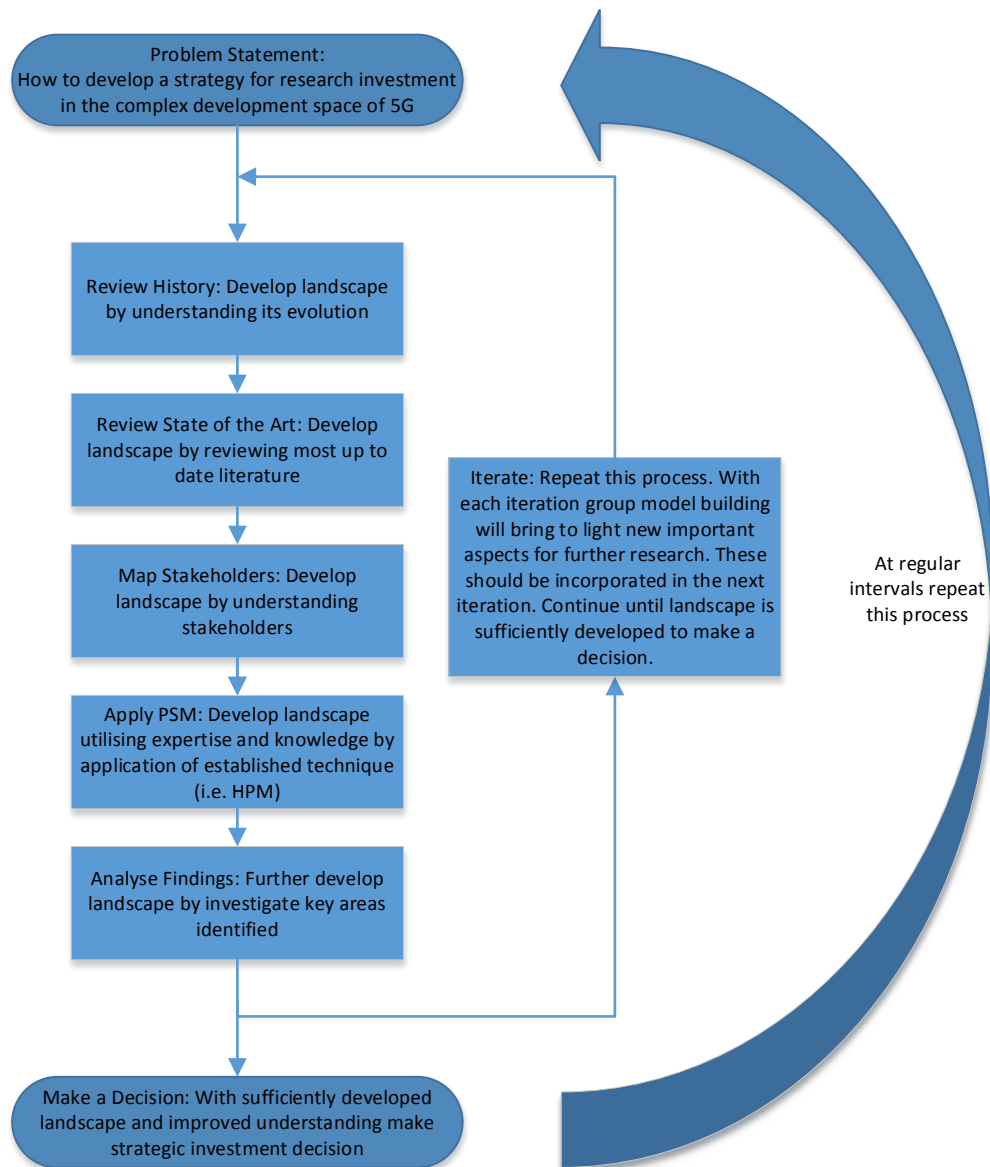 Problem Statement:
How to develop a strategy for research investment
in the complex development space of 5G
Review History: Develop landscape
by understanding its evolution
Review State of the Art: Develop
landscape by reviewing most up to
date literature
Map Stakeholders: Develop
landscape by understanding
stakeholders
Apply PSM: Develop landscape
utilising expertise and knowledge by
application of established technique
(i.e. HPM)
Analyse Findings: Further develop
landscape by investigate key areas
identified
Make a Decision: With sufficiently developed
landscape and improved understanding make
strategic investment decision
Iterate: Repeat this process. With
each iteration group model building
will bring to light new important
aspects for further research. These
should be incorporated in the next
iteration. Continue until landscape is
sufficiently developed to make a
decision.
At regular
intervals repeat
this process